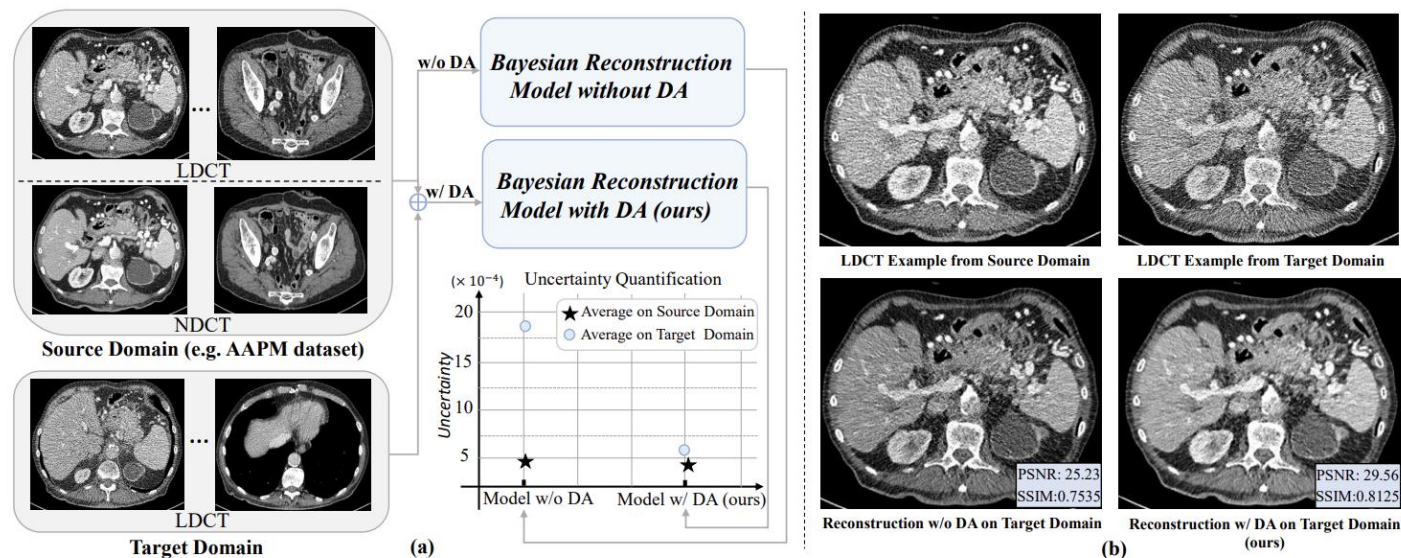 ...
LDCT
...
NDCT
Source Domain (e.g. AAPM dataset)
...
LDCT
Target Domain
w/o DA
Bayesian Reconstruction
Model without DA
w/ DA
Bayesian Reconstruction
Model with DA (ours)
(× 10⁻⁴)
Uncertainty Quantification
★ Average on Source Domain
Average on Target Domain
Uncertainty
20
15
10
5
Model w/o DA
Model w/ DA (ours)
(a)
LDCT Example from Source Domain
LDCT Example from Target Domain
PSNR: 25.23
SSIM:0.7535
Reconstruction w/o DA on Target Domain
PSNR: 29.56
SSIM:0.8125
Reconstruction w/ DA on Target Domain
(ours)
(b)